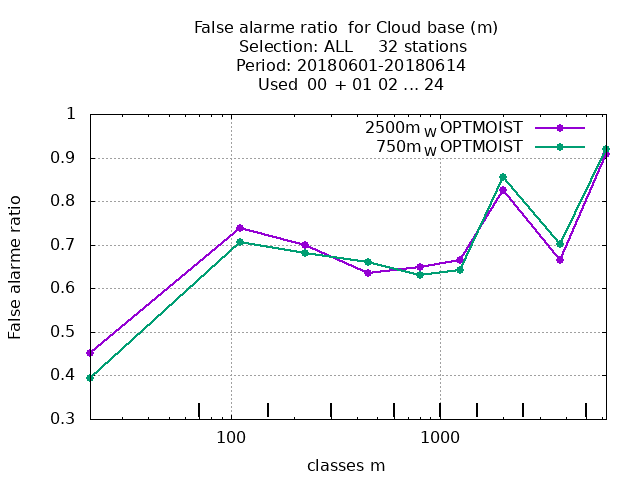 False alarme ratio  for Cloud base (m)
Selection: ALL     32 stations
Period: 20180601-20180614
Used  00  + 01 02 ... 24
2500m W OPTMOIST
750m W OPTMOIST
1
0.9
0.8
0.7
0.6
0.5
0.4
0.3
False alarme ratio
100
1000
classes m